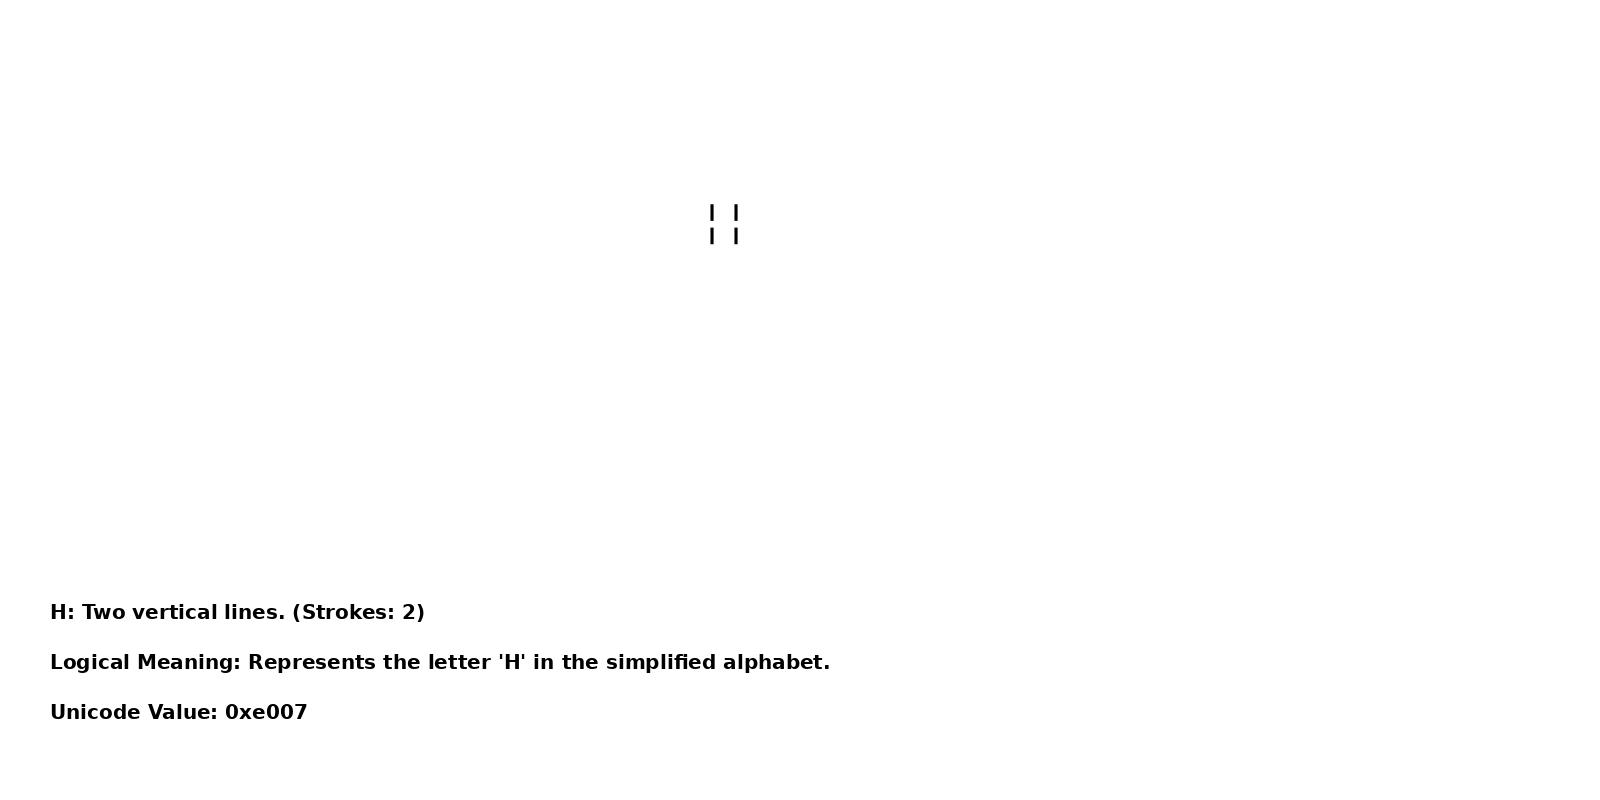 ¦¦
H: Two vertical lines. (Strokes: 2)
Logical Meaning: Represents the letter 'H' in the simplified alphabet.
Unicode Value: 0xe007